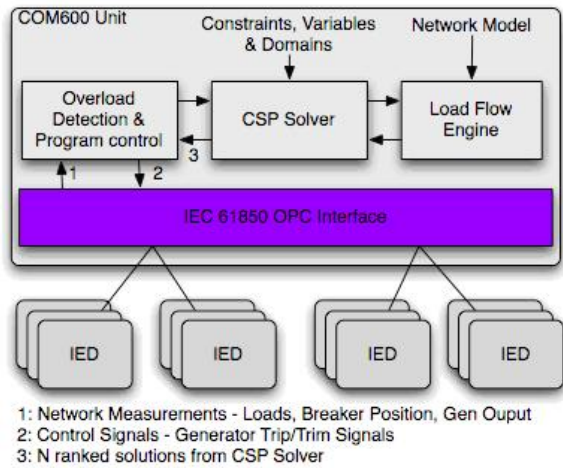 COM600 Unit
Constraints, Variables
& Domains
Network Model
Overload
Detection &
Program control
CSP Solver
Load Flow
Engine
3
1
2
IEC 61850 OPC Interface
IED
IED
IED
IED
1: Network Measurements - Loads, Breaker Position, Gen Ouput
2: Control Signals - Generator Trip/Trim Signals
3: N ranked solutions from CSP Solver